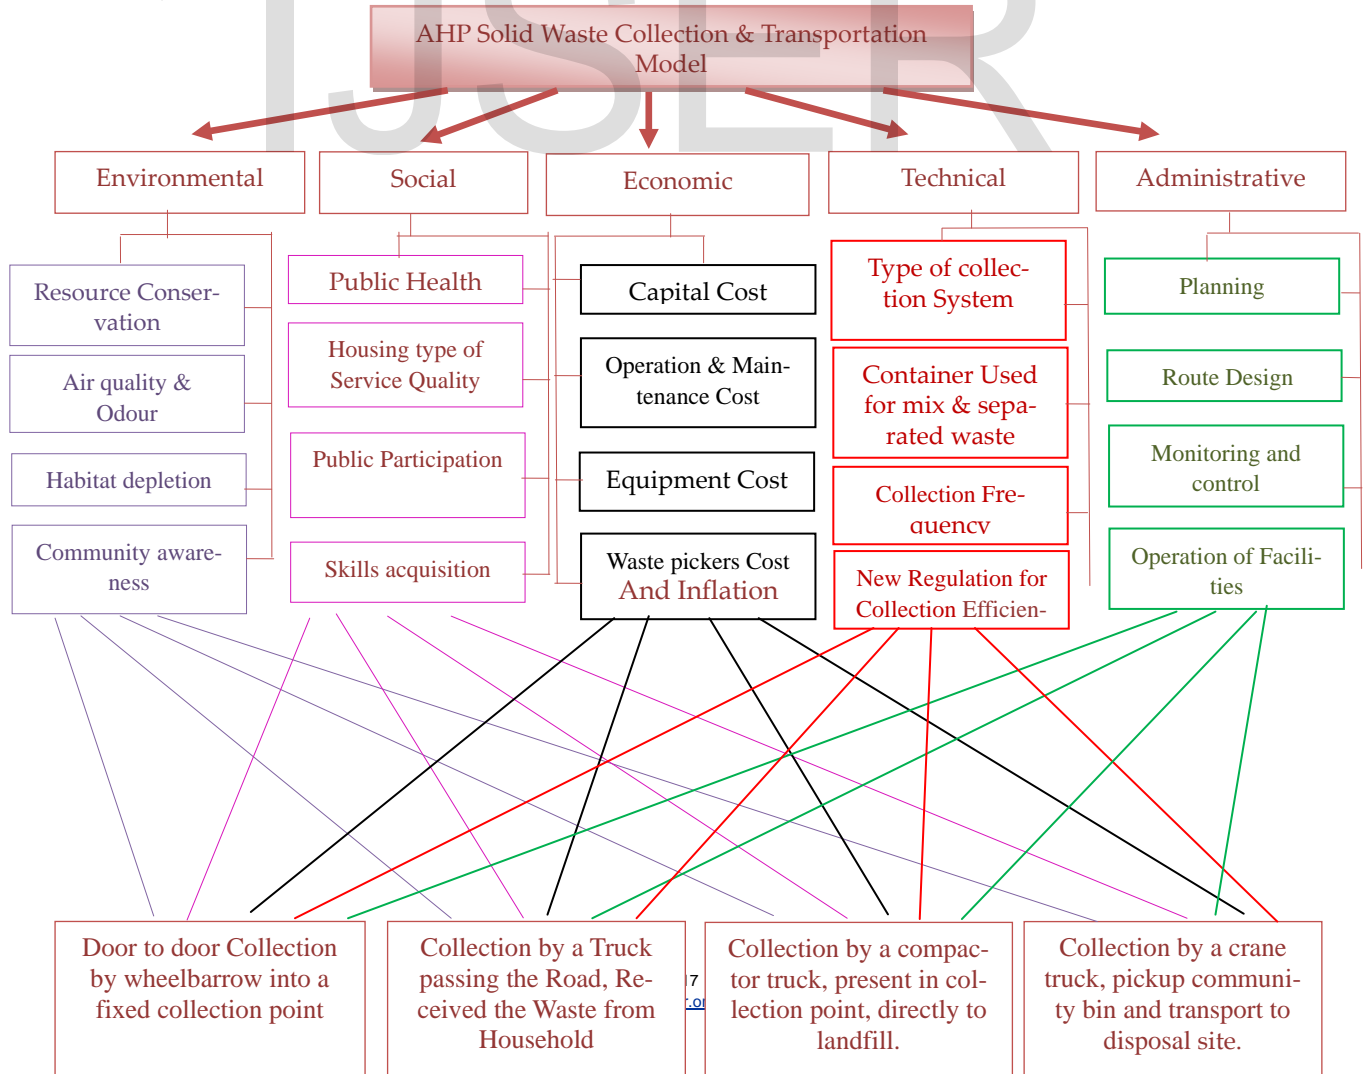 IJSER
AHP Solid Waste Collection & Transportation
Model
Environmental
Social
Economic
Technical
Administrative
Resource Conser-
vation
Air quality &
Odour
Habitat depletion
Community aware-
ness
Public Health
Housing type of
Service Quality
Public Participation
Skills acquisition
Capital Cost
Operation & Main-
tenance Cost
Equipment Cost
Waste pickers Cost
And Inflation
Type of collec-
tion System
Container Used
for mix & sepa-
rated waste
Collection Fre-
quency
New Regulation for
Collection Efficien-
Planning
Route Design
Monitoring and
control
Operation of Facili-
ties
Door to door Collection
by wheelbarrow into a
fixed collection point
Collection by a Truck
passing the Road, Re-
ceived the Waste from
Household
17
r.or
Collection by a compac-
tor truck, present in col-
lection point, directly to
landfill.
Collection by a crane
truck, pickup communi-
ty bin and transport to
disposal site.